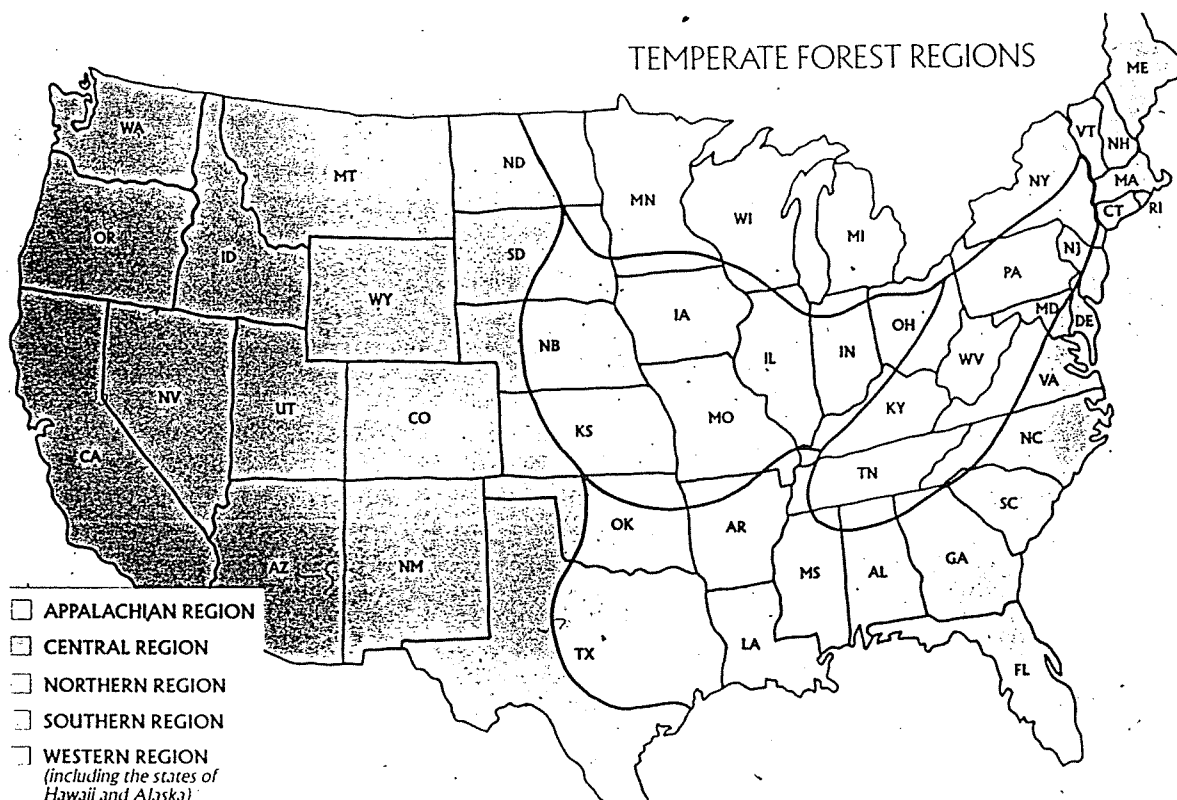 TEMPERATE FOREST REGIONS
ME
WA
VT
NH
ND
MT
NY
MA
MN
CT
RI
WI
OR
MI
SD
NJ
ID
PA
WY
IA
MD
DE
OH
NB
IL
IN
WV
VA
NV
UT
CO
KS
MO
KY
NC
CA
TN
SC
OK
AR
AZ
NM
MS
AL
GA
TX
LA
FL
APPALACHIAN REGION
CENTRAL REGION
NORTHERN REGION
SOUTHERN REGION
WESTERN REGION
(including the states of
Hawaii and Alaska)